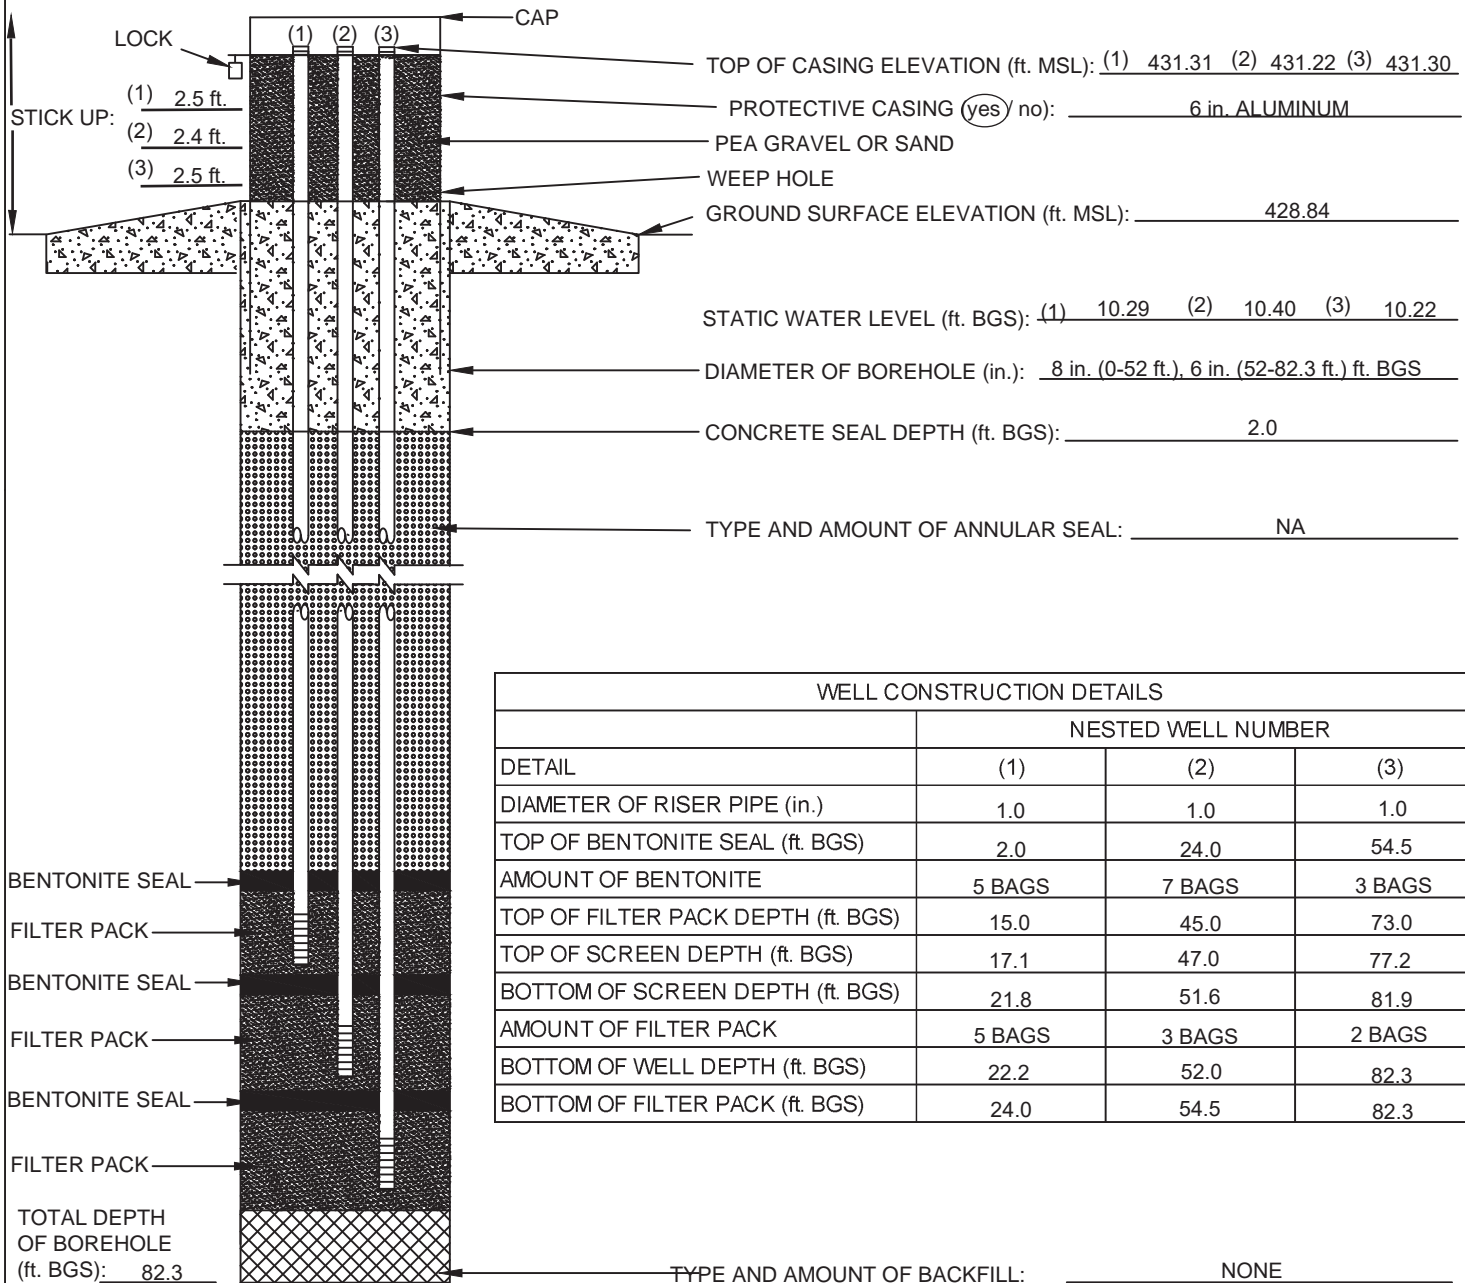 CAP
LOCK
(1) (2) (3)
TOP OF CASING ELEVATION (ft. MSL): (1) 431.31 (2) 431.22 (3) 431.30
STICK UP:
(1) 2.5 ft.
(2) 2.4 ft.
(3) 2.5 ft.
PROTECTIVE CASING (yes/ no): 6 in. ALUMINUM
PEA GRAVEL OR SAND
WEEP HOLE
GROUND SURFACE ELEVATION (ft. MSL): 428.84
STATIC WATER LEVEL (ft. BGS): (1) 10.29 (2) 10.40 (3) 10.22
DIAMETER OF BOREHOLE (in.): 8 in. (0-52 ft.), 6 in. (52-82.3 ft.) ft. BGS
CONCRETE SEAL DEPTH (ft. BGS): 2.0
TYPE AND AMOUNT OF ANNULAR SEAL: NA
WELL CONSTRUCTION DETAILS
NESTED WELL NUMBER
DETAIL (1) (2) (3)
DIAMETER OF RISER PIPE (in.) 1.0 1.0 1.0
TOP OF BENTONITE SEAL (ft. BGS) 2.0 24.0 54.5
AMOUNT OF BENTONITE 5 BAGS 7 BAGS 3 BAGS
TOP OF FILTER PACK DEPTH (ft. BGS) 15.0 45.0 73.0
TOP OF SCREEN DEPTH (ft. BGS) 17.1 47.0 77.2
BOTTOM OF SCREEN DEPTH (ft. BGS) 21.8 51.6 81.9
AMOUNT OF FILTER PACK 5 BAGS 3 BAGS 2 BAGS
BOTTOM OF WELL DEPTH (ft. BGS) 22.2 52.0 82.3
BOTTOM OF FILTER PACK (ft. BGS) 24.0 54.5 82.3
BENTONITE SEAL
FILTER PACK
BENTONITE SEAL
FILTER PACK
BENTONITE SEAL
FILTER PACK
TOTAL DEPTH
OF BOREHOLE
(ft. BGS): 82.3
TYPE AND AMOUNT OF BACKFILL: NONE